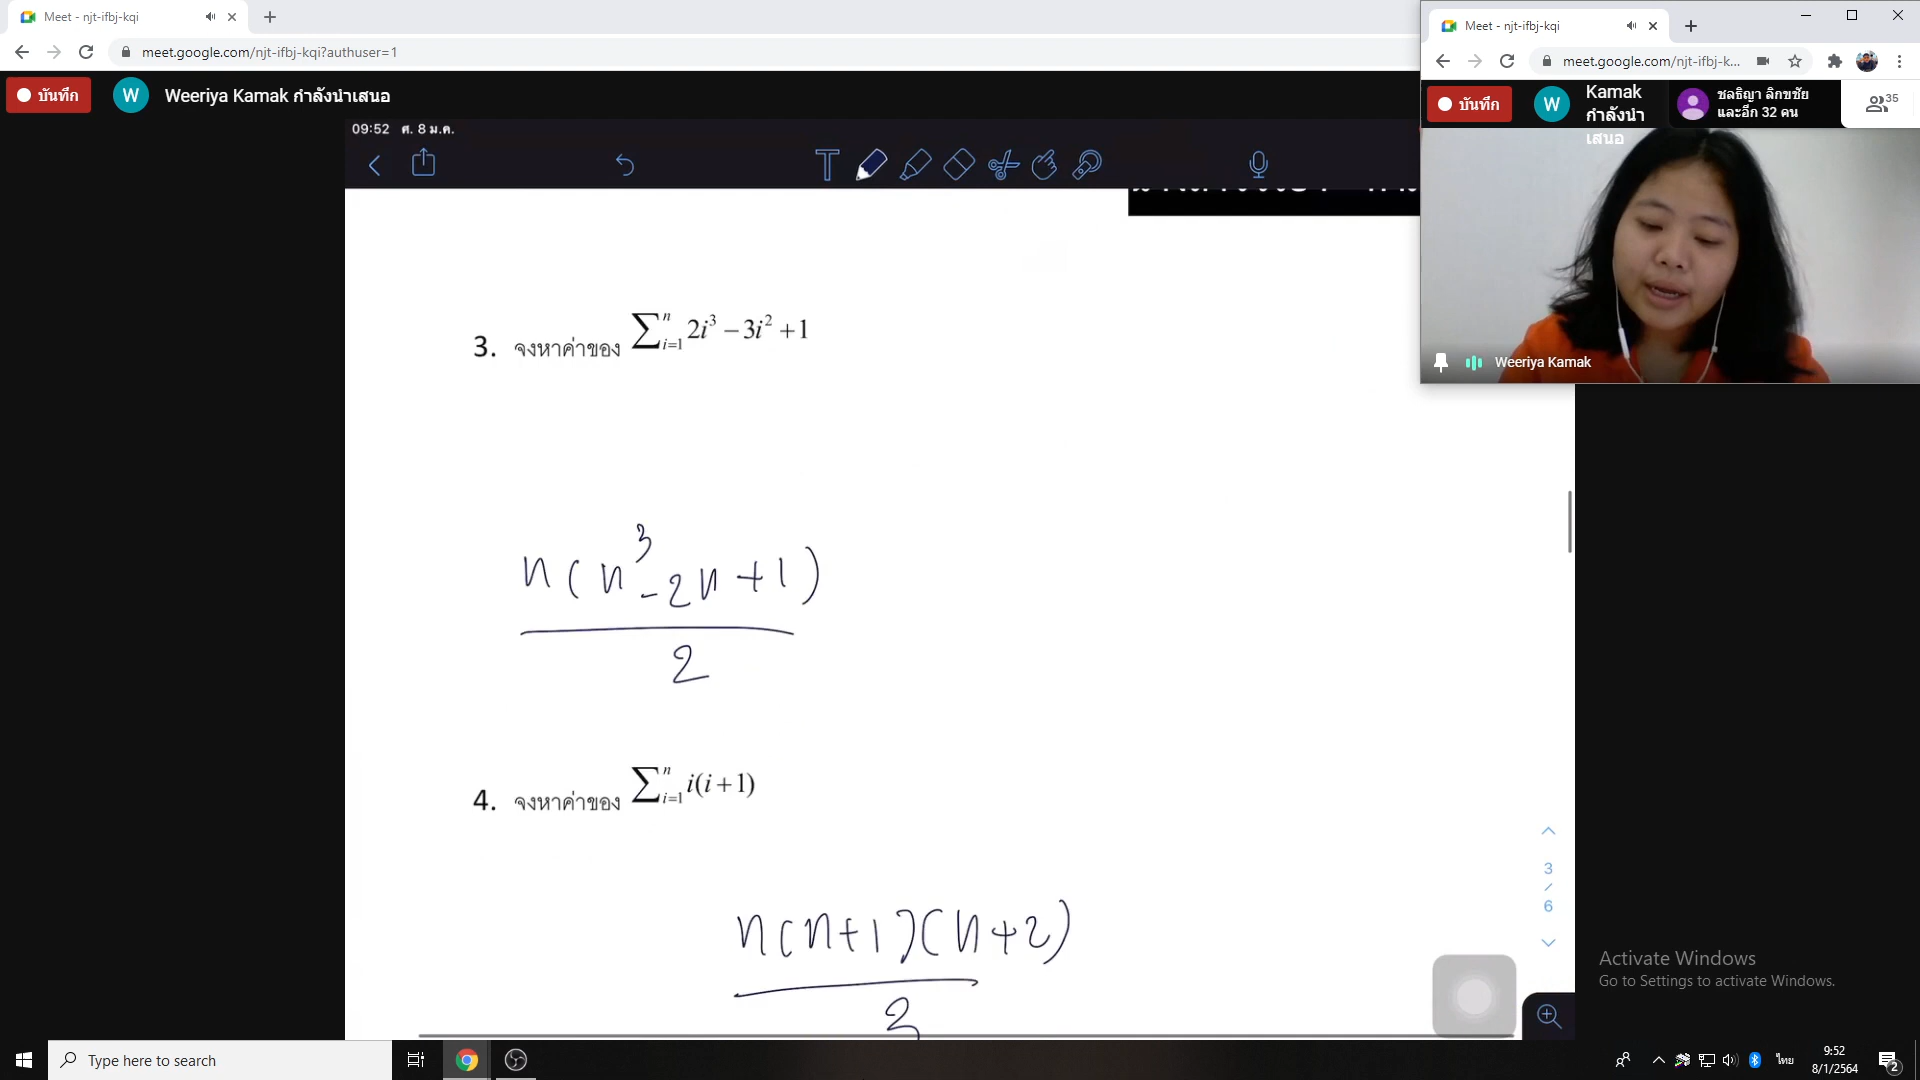 Meet - njt-ifbj-kqi
meet.google.com/njt-ifbj-kqi?authuser=1
บันทึก
W
Weeriya Kamak กำลังนำเสนอ
Meet - njt-ifbj-kqi
meet.google.com/njt-ifbj-k...
บันทึก
W
Kamak
กำลังนำ
เสนอ
ชลธิญา ลิกขชัย
และอีก 32 คน
35
Weeriya Kamak
09:52 ศ. 8 ม.ค.
3. จงหาค่าของ ∑ⁿᵢ₌₁ 2i³ − 3i² + 1
n(n³ - 2n + 1)
2
4. จงหาค่าของ ∑ⁿᵢ₌₁ i(i + 1)
n(n+1)(n+2)
3
3
/
6
Activate Windows
Go to Settings to activate Windows.
Type here to search
ไทย
9:52
8/1/2564
2